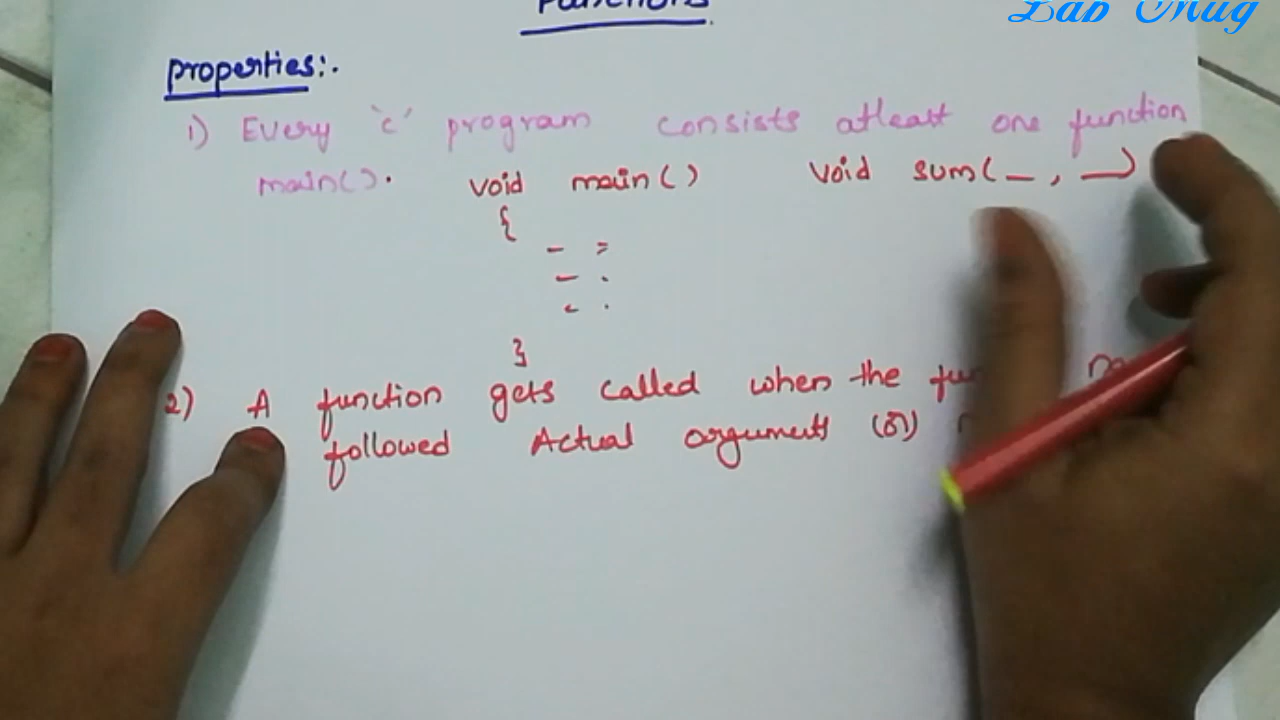 Functions
Lab Mug
properties:.
1) Every 'c' program consists atleast one function
main(). void main() void sum( _ , _ )
{
- ;
- .
- .
}
2) A function gets called when the
followed Actual arguments (or)